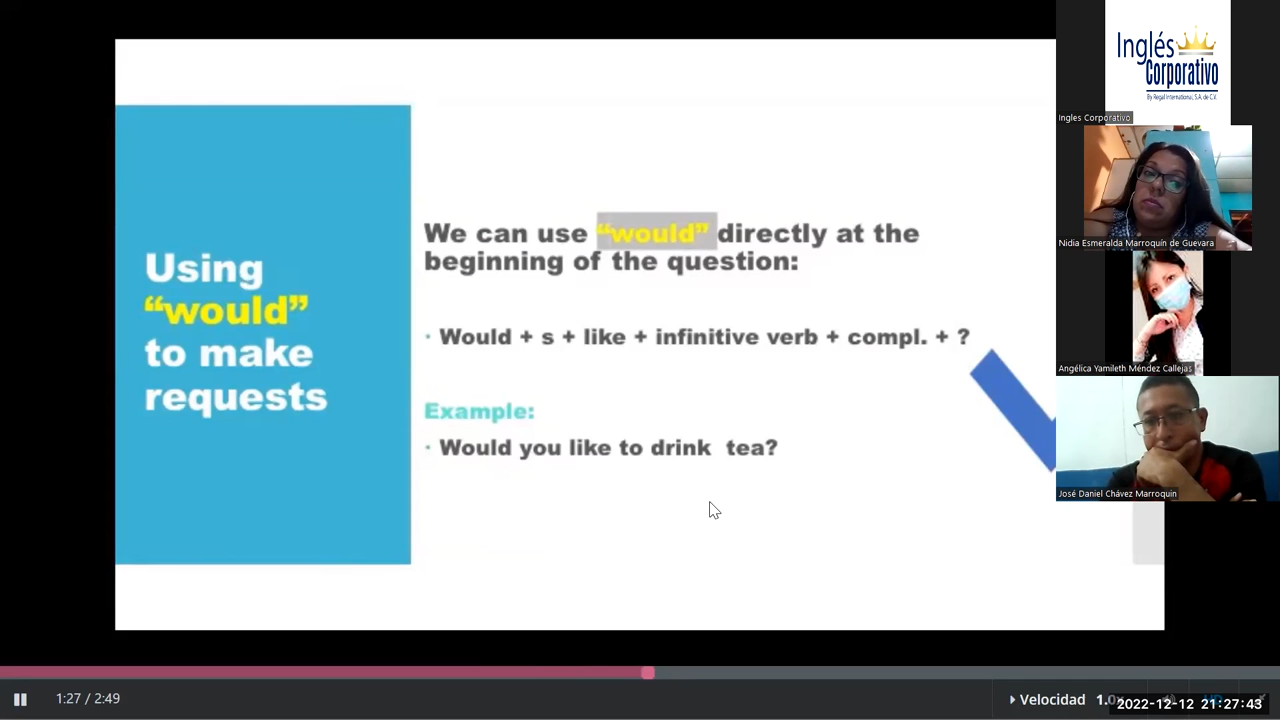 Using
“would”
to make
requests
We can use “would” directly at the
beginning of the question:
· Would + s + like + infinitive verb + compl. + ?
Example:
· Would you like to drink tea?
Inglés
Corporativo
By Regal International, S.A. de C.V.
Ingles Corporativo
Nidia Esmeralda Marroquín de Guevara
Angélica Yamileth Méndez Callejas
José Daniel Chávez Marroquín
1:27 / 2:49
Velocidad 1.0x
2022-12-12 21:27:43